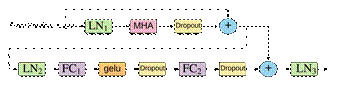 LN₁ MHA Dropout +
LN₂ FC₁ gelu Dropout FC₂ Dropout + LN₃